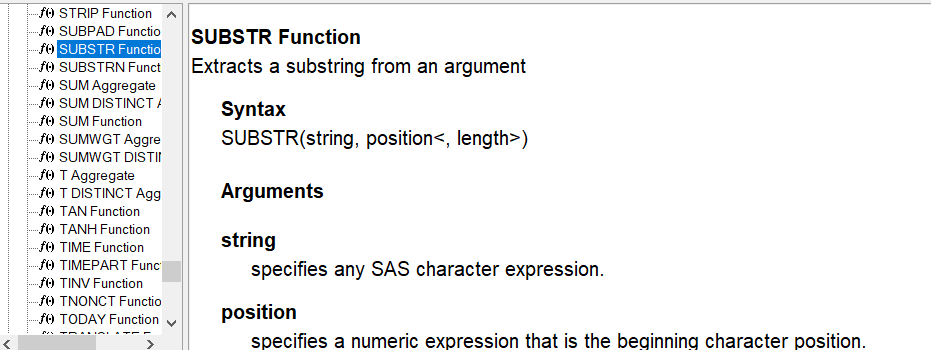 STRIP Function
SUBPAD Functio
SUBSTR Functio
SUBSTRN Funct
SUM Aggregate
SUM DISTINCT A
SUM Function
SUMWGT Aggre
SUMWGT DISTI
T Aggregate
T DISTINCT Agg
TAN Function
TANH Function
TIME Function
TIMEPART Func
TINV Function
TNONCT Functio
TODAY Function
SUBSTR Function
Extracts a substring from an argument
Syntax
SUBSTR(string, position<, length>)
Arguments
string
specifies any SAS character expression.
position
specifies a numeric expression that is the beginning character position.